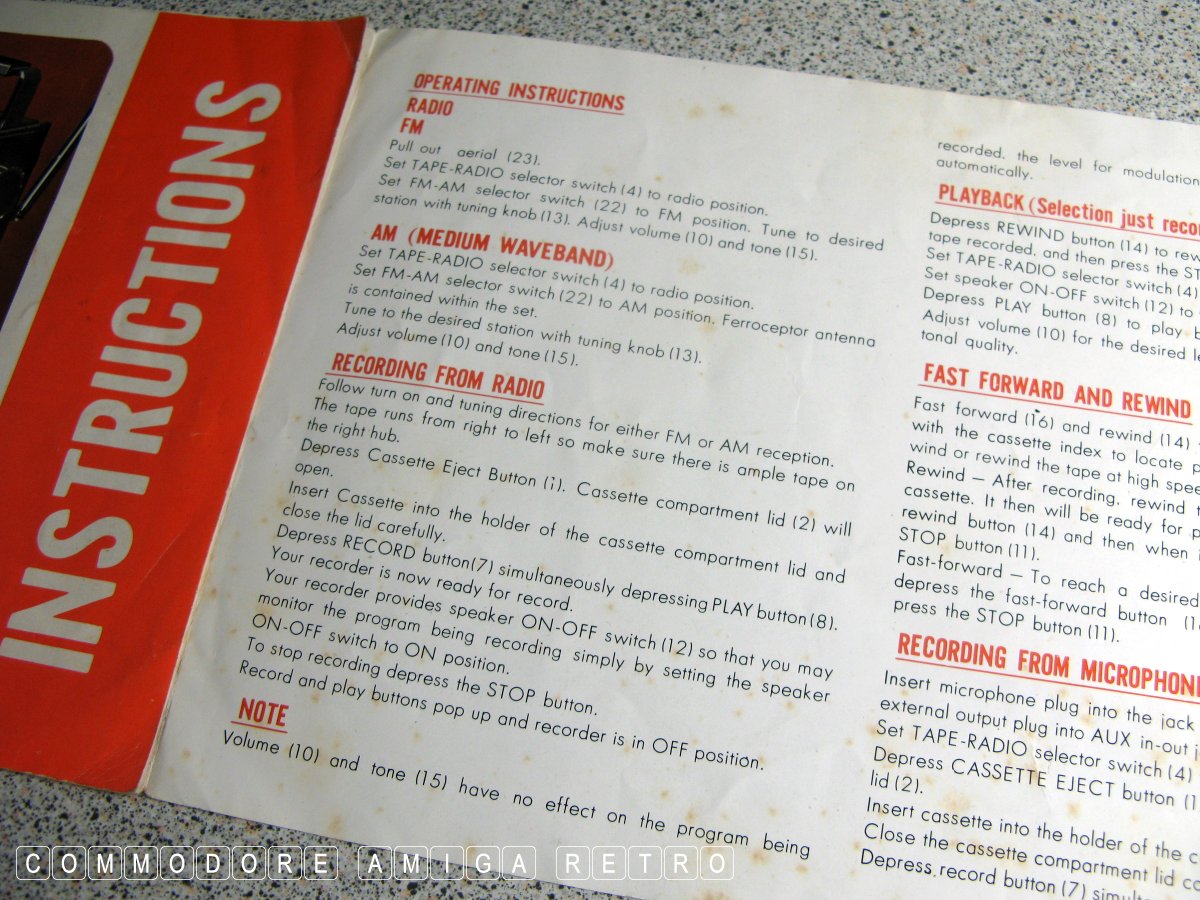 INSTRUCTIONS
OPERATING INSTRUCTIONS
RADIO
FM
Pull out aerial (23).
Set TAPE-RADIO selector switch (4) to radio position.
Set FM-AM selector switch (22) to FM position. Tune to desired
station with tuning knob (13). Adjust volume (10) and tone (15).
AM (MEDIUM WAVEBAND)
Set TAPE-RADIO selector switch (4) to radio position.
Set FM-AM selector switch (22) to AM position. Ferroceptor antenna
is contained within the set.
Tune to the desired station with tuning knob (13).
Adjust volume (10) and tone (15).
RECORDING FROM RADIO
Follow turn on and tuning directions for either FM or AM reception.
The tape runs from right to left so make sure there is ample tape on
the right hub.
Depress Cassette Eject Button (1). Cassette compartment lid (2) will
open.
Insert Cassette into the holder of the cassette compartment lid and
close the lid carefully.
Depress RECORD button (7) simultaneously depressing PLAY button (8).
Your recorder is now ready for record.
Your recorder provides speaker ON-OFF switch (12) so that you may
monitor the program being recording simply by setting the speaker
ON-OFF switch to ON position.
To stop recording depress the STOP button.
Record and play buttons pop up and recorder is in OFF position.
NOTE
Volume (10) and tone (15) have no effect on the program being
recorded, the level for modulation
automatically.
PLAYBACK (Selection just
Depress REWIND button (14) to
tape recorded, and then press the
Set TAPE-RADIO selector switch (4)
Set speaker ON-OFF switch (12) to
Depress PLAY button (8) to play
Adjust volume (10) for the desired
tonal quality.
FAST FORWARD AND REWIND
Fast forward (16) and rewind (14)
with the cassette index to locate
wind or rewind the tape at high
Rewind — After recording, rewind
cassette. It then will be ready for
rewind button (14) and then when
STOP button (11).
Fast-forward — To reach a desired
depress the fast-forward button
press the STOP button (11).
RECORDING FROM
Insert microphone plug into the jack
external output plug into AUX in-out
Set TAPE-RADIO selector switch (4)
Depress CASSETTE EJECT button
lid (2).
Insert cassette into the holder of the
Close the cassette compartment lid
Depress record button (7)
COMMODORE AMIGA RETRO